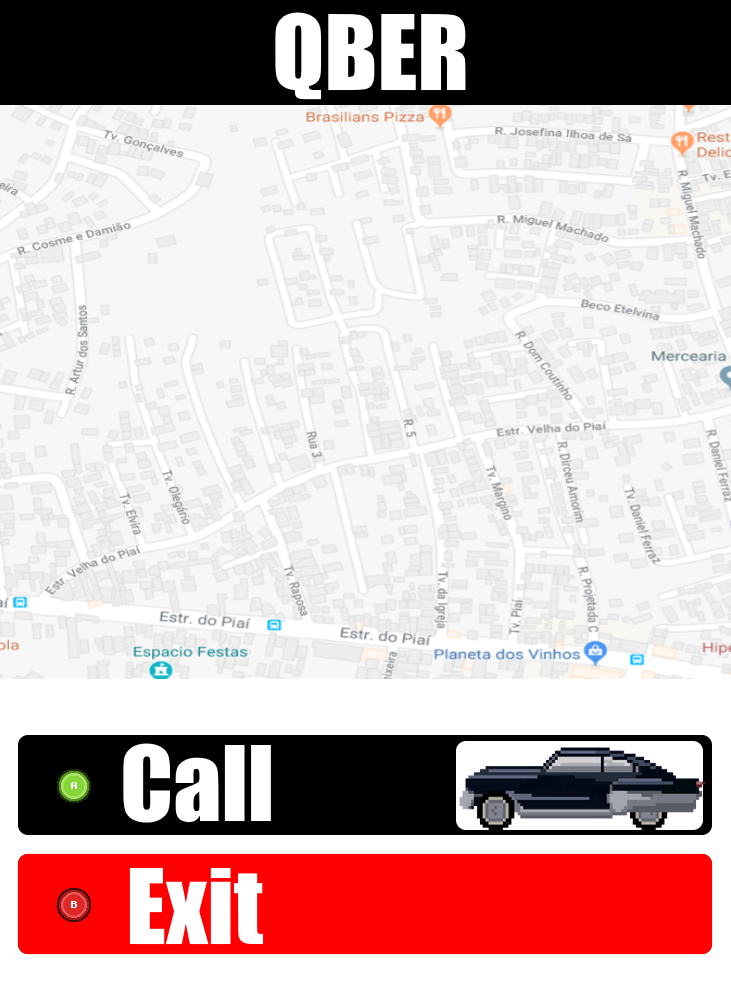 QBER
Brasilians Pizza
R. Josefina Ilhoa de Sá
Rest
Delic
Tv. Gonçalves
Tv. E
eira
R. Miguel Machado
R. Miguel Machado
R. Cosme e Damião
Beco Etelvina
R. Artur dos Santos
R. Dom Coutinho
Mercearia
Rua 3
R. 5
Estr. Velha do Piaí
R. Daniel Ferraz
Tv. Olegário
Tv. Elvira
Tv. Margino
R. Dirceu Amorim
Tv. Daniel Ferraz
Estr. Velha do Piaí
Tv. Raposa
Tv. da Igreja
Tv. Piaí
R. Projetada C
aí
Estr. do Piaí
Estr. do Piaí
ola
Espacio Festas
eixeira
Planeta dos Vinhos
Hipe
A
Call
B
Exit